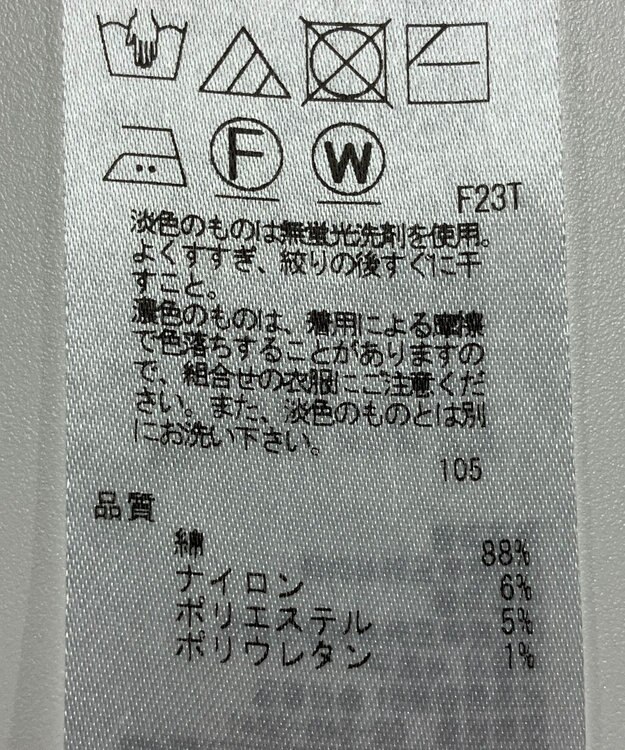 F
W
F23T
淡色のものは無蛍光洗剤を使用。
よくすすぎ、絞りの後すぐに干
すこと。
濃色のものは、着用による摩擦
で色落ちすることがありますの
で、組合せの衣服にご注意くだ
さい。また、淡色のものとは別
にお洗い下さい。
105
品質
綿 88%
ナイロン 6%
ポリエステル 5%
ポリウレタン 1%